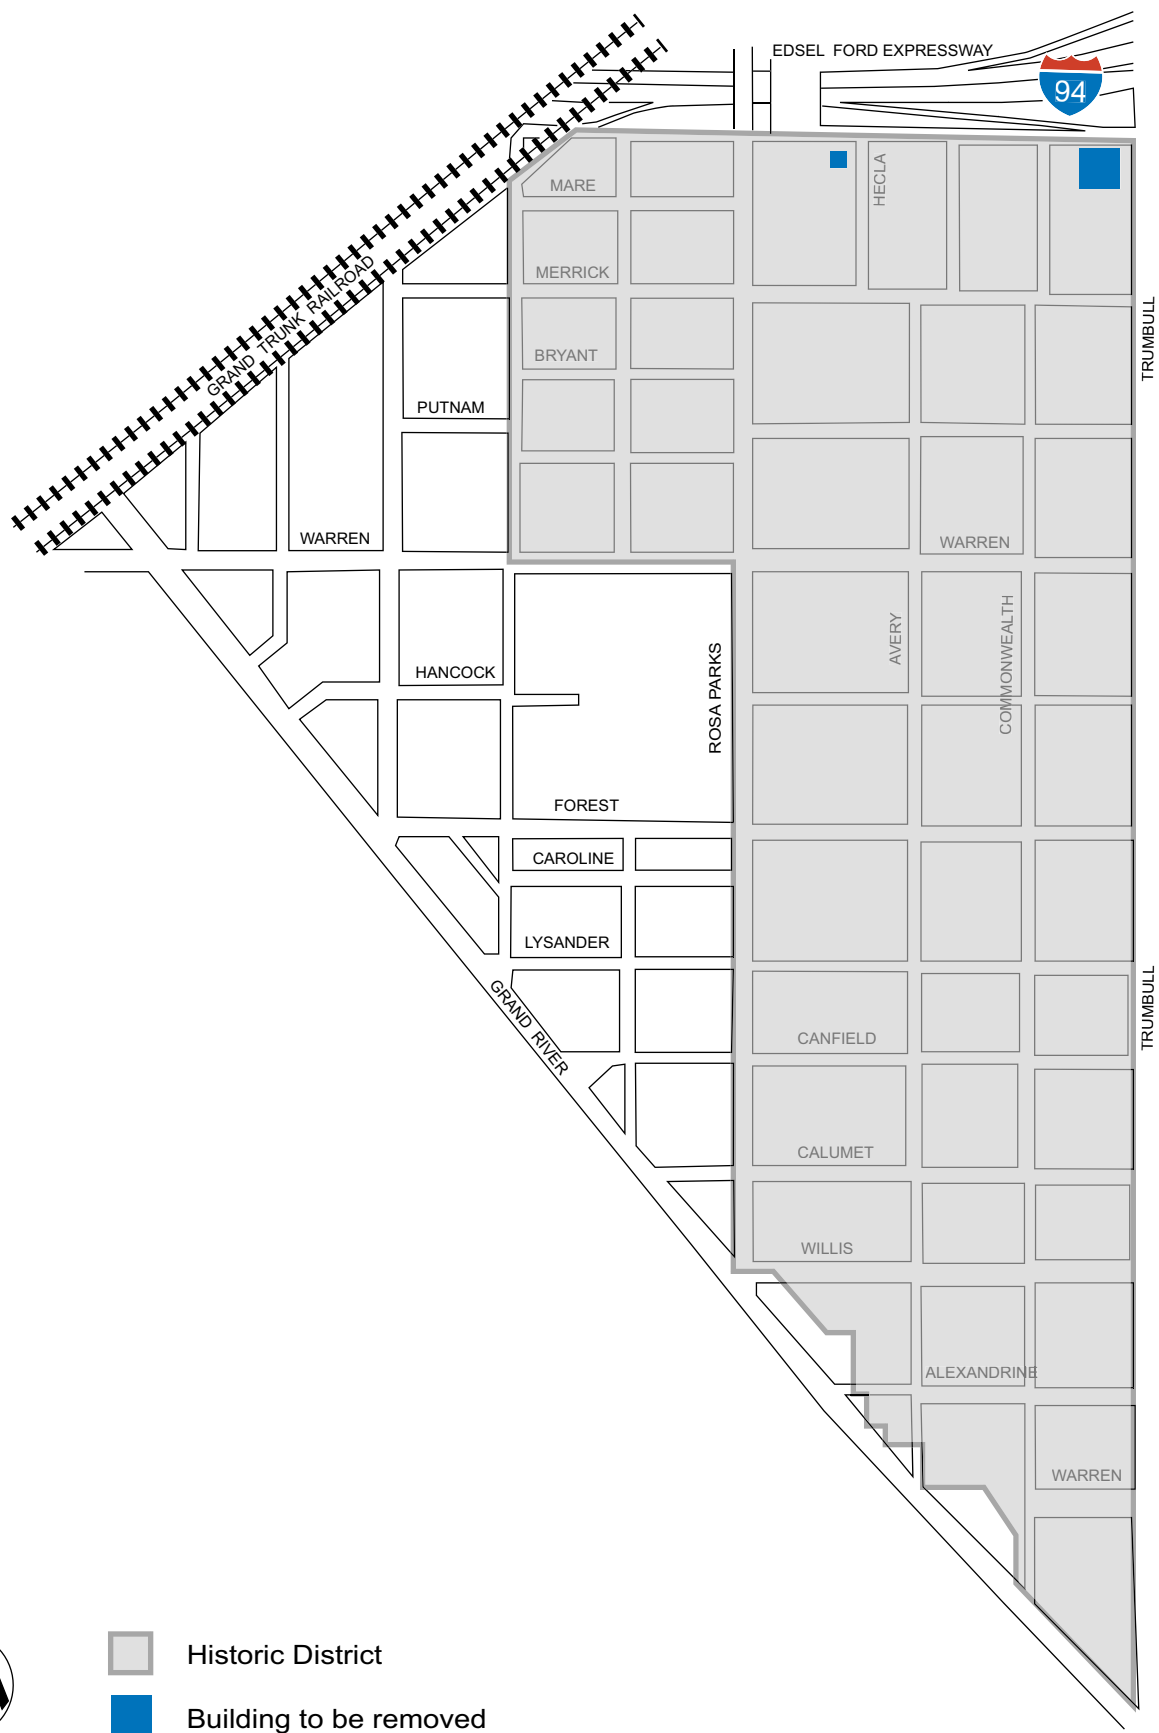 EDSEL FORD EXPRESSWAY
94
MARE
HECLA
MERRICK
GRAND TRUNK RAILROAD
TRUMBULL
BRYANT
PUTNAM
WARREN
WARREN
HANCOCK
ROSA PARKS
AVERY
COMMONWEALTH
FOREST
CAROLINE
LYSANDER
GRAND RIVER
TRUMBULL
CANFIELD
CALUMET
WILLIS
ALEXANDRINE
WARREN
Historic District
Building to be removed